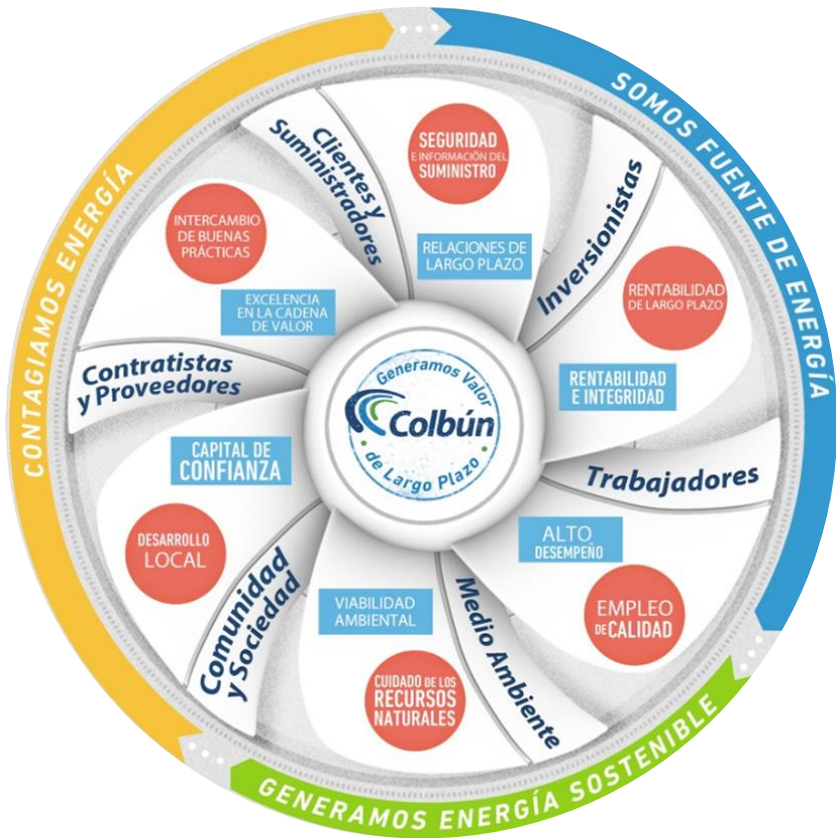 CONTAGIAMOS ENERGÍA
SOMOS FUENTE DE ENERGÍA
GENERAMOS ENERGÍA SOSTENIBLE
Clientes y
Suministradores
SEGURIDAD
E INFORMACIÓN DEL
SUMINISTRO
RELACIONES DE
LARGO PLAZO
Inversionistas
RENTABILIDAD
DE LARGO PLAZO
RENTABILIDAD
E INTEGRIDAD
Trabajadores
ALTO
DESEMPEÑO
EMPLEO
DE CALIDAD
Medio Ambiente
VIABILIDAD
AMBIENTAL
CUIDADO DE LOS
RECURSOS
NATURALES
Comunidad
y Sociedad
CAPITAL DE
CONFIANZA
DESARROLLO
LOCAL
Contratistas
y Proveedores
INTERCAMBIO
DE BUENAS
PRÁCTICAS
EXCELENCIA
EN LA CADENA
DE VALOR
Generamos Valor
Colbún
de Largo Plazo